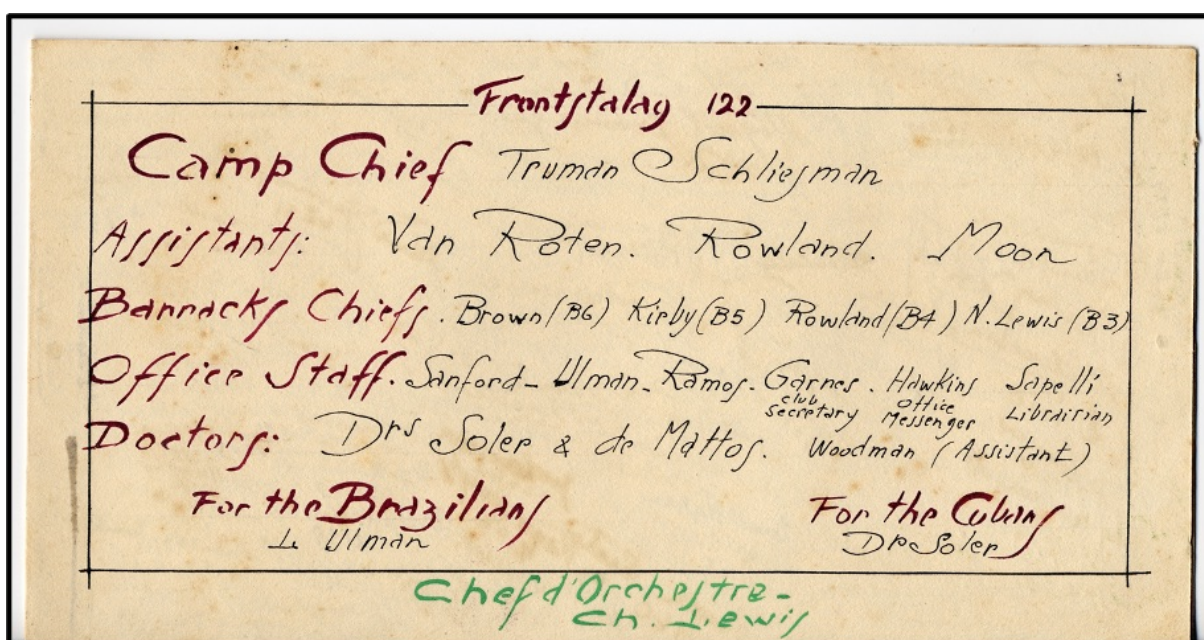 Frontstalag 122
Camp Chief Truman Schliesman
Assistants: Van Roten. Rowland. Moon
Barracks Chiefs. Brown (B6) Kirby (B5) Rowland (B4) N. Lewis (B3)
Office Staff. Sanford - Ulman - Ramos. Garnes. Hawkins Sapelli
club Secretary Office Messenger Librairian
Doctors: Drs Soler & de Mattos. Woodman (Assistant)
For the Brazilians For the Cubans
L Ulman Dr Soler
Chef d'Orchestre -
Ch. Lewis